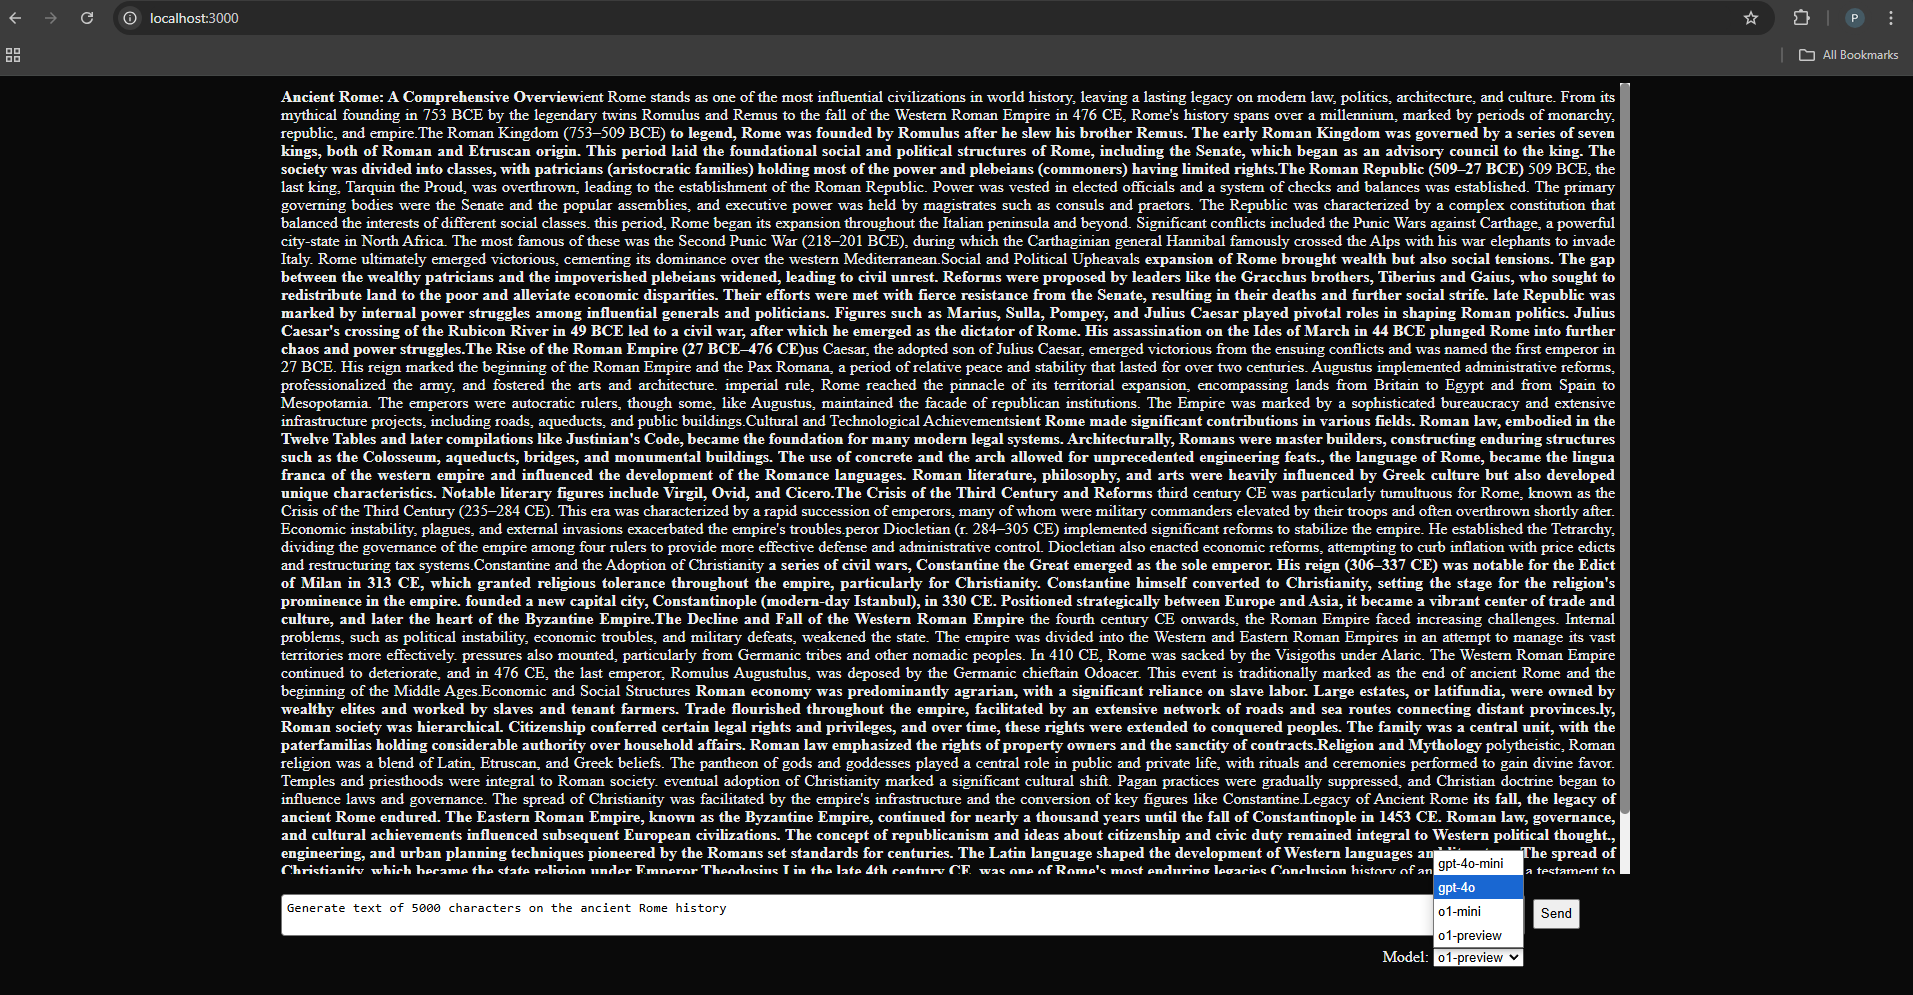 localhost:3000
P
All Bookmarks
Ancient Rome: A Comprehensive Overviewient Rome stands as one of the most influential civilizations in world history, leaving a lasting legacy on modern law, politics, architecture, and culture. From its
mythical founding in 753 BCE by the legendary twins Romulus and Remus to the fall of the Western Roman Empire in 476 CE, Rome's history spans over a millennium, marked by periods of monarchy,
republic, and empire.The Roman Kingdom (753–509 BCE) to legend, Rome was founded by Romulus after he slew his brother Remus. The early Roman Kingdom was governed by a series of seven
kings, both of Roman and Etruscan origin. This period laid the foundational social and political structures of Rome, including the Senate, which began as an advisory council to the king. The
society was divided into classes, with patricians (aristocratic families) holding most of the power and plebeians (commoners) having limited rights.The Roman Republic (509–27 BCE) 509 BCE, the
last king, Tarquin the Proud, was overthrown, leading to the establishment of the Roman Republic. Power was vested in elected officials and a system of checks and balances was established. The primary
governing bodies were the Senate and the popular assemblies, and executive power was held by magistrates such as consuls and praetors. The Republic was characterized by a complex constitution that
balanced the interests of different social classes. this period, Rome began its expansion throughout the Italian peninsula and beyond. Significant conflicts included the Punic Wars against Carthage, a powerful
city-state in North Africa. The most famous of these was the Second Punic War (218–201 BCE), during which the Carthaginian general Hannibal famously crossed the Alps with his war elephants to invade
Italy. Rome ultimately emerged victorious, cementing its dominance over the western Mediterranean.Social and Political Upheavals expansion of Rome brought wealth but also social tensions. The gap
between the wealthy patricians and the impoverished plebeians widened, leading to civil unrest. Reforms were proposed by leaders like the Gracchus brothers, Tiberius and Gaius, who sought to
redistribute land to the poor and alleviate economic disparities. Their efforts were met with fierce resistance from the Senate, resulting in their deaths and further social strife. late Republic was
marked by internal power struggles among influential generals and politicians. Figures such as Marius, Sulla, Pompey, and Julius Caesar played pivotal roles in shaping Roman politics. Julius
Caesar's crossing of the Rubicon River in 49 BCE led to a civil war, after which he emerged as the dictator of Rome. His assassination on the Ides of March in 44 BCE plunged Rome into further
chaos and power struggles.The Rise of the Roman Empire (27 BCE–476 CE)us Caesar, the adopted son of Julius Caesar, emerged victorious from the ensuing conflicts and was named the first emperor in
27 BCE. His reign marked the beginning of the Roman Empire and the Pax Romana, a period of relative peace and stability that lasted for over two centuries. Augustus implemented administrative reforms,
professionalized the army, and fostered the arts and architecture. imperial rule, Rome reached the pinnacle of its territorial expansion, encompassing lands from Britain to Egypt and from Spain to
Mesopotamia. The emperors were autocratic rulers, though some, like Augustus, maintained the facade of republican institutions. The Empire was marked by a sophisticated bureaucracy and extensive
infrastructure projects, including roads, aqueducts, and public buildings.Cultural and Technological Achievementsient Rome made significant contributions in various fields. Roman law, embodied in the
Twelve Tables and later compilations like Justinian's Code, became the foundation for many modern legal systems. Architecturally, Romans were master builders, constructing enduring structures
such as the Colosseum, aqueducts, bridges, and monumental buildings. The use of concrete and the arch allowed for unprecedented engineering feats., the language of Rome, became the lingua
franca of the western empire and influenced the development of the Romance languages. Roman literature, philosophy, and arts were heavily influenced by Greek culture but also developed
unique characteristics. Notable literary figures include Virgil, Ovid, and Cicero.The Crisis of the Third Century and Reforms third century CE was particularly tumultuous for Rome, known as the
Crisis of the Third Century (235–284 CE). This era was characterized by a rapid succession of emperors, many of whom were military commanders elevated by their troops and often overthrown shortly after.
Economic instability, plagues, and external invasions exacerbated the empire's troubles.peror Diocletian (r. 284–305 CE) implemented significant reforms to stabilize the empire. He established the Tetrarchy,
dividing the governance of the empire among four rulers to provide more effective defense and administrative control. Diocletian also enacted economic reforms, attempting to curb inflation with price edicts
and restructuring tax systems.Constantine and the Adoption of Christianity a series of civil wars, Constantine the Great emerged as the sole emperor. His reign (306–337 CE) was notable for the Edict
of Milan in 313 CE, which granted religious tolerance throughout the empire, particularly for Christianity. Constantine himself converted to Christianity, setting the stage for the religion's
prominence in the empire. founded a new capital city, Constantinople (modern-day Istanbul), in 330 CE. Positioned strategically between Europe and Asia, it became a vibrant center of trade and
culture, and later the heart of the Byzantine Empire.The Decline and Fall of the Western Roman Empire the fourth century CE onwards, the Roman Empire faced increasing challenges. Internal
problems, such as political instability, economic troubles, and military defeats, weakened the state. The empire was divided into the Western and Eastern Roman Empires in an attempt to manage its vast
territories more effectively. pressures also mounted, particularly from Germanic tribes and other nomadic peoples. In 410 CE, Rome was sacked by the Visigoths under Alaric. The Western Roman Empire
continued to deteriorate, and in 476 CE, the last emperor, Romulus Augustulus, was deposed by the Germanic chieftain Odoacer. This event is traditionally marked as the end of ancient Rome and the
beginning of the Middle Ages.Economic and Social Structures Roman economy was predominantly agrarian, with a significant reliance on slave labor. Large estates, or latifundia, were owned by
wealthy elites and worked by slaves and tenant farmers. Trade flourished throughout the empire, facilitated by an extensive network of roads and sea routes connecting distant provinces.ly,
Roman society was hierarchical. Citizenship conferred certain legal rights and privileges, and over time, these rights were extended to conquered peoples. The family was a central unit, with the
paterfamilias holding considerable authority over household affairs. Roman law emphasized the rights of property owners and the sanctity of contracts.Religion and Mythology polytheistic, Roman
religion was a blend of Latin, Etruscan, and Greek beliefs. The pantheon of gods and goddesses played a central role in public and private life, with rituals and ceremonies performed to gain divine favor.
Temples and priesthoods were integral to Roman society. eventual adoption of Christianity marked a significant cultural shift. Pagan practices were gradually suppressed, and Christian doctrine began to
influence laws and governance. The spread of Christianity was facilitated by the empire's infrastructure and the conversion of key figures like Constantine.Legacy of Ancient Rome its fall, the legacy of
ancient Rome endured. The Eastern Roman Empire, known as the Byzantine Empire, continued for nearly a thousand years until the fall of Constantinople in 1453 CE. Roman law, governance,
and cultural achievements influenced subsequent European civilizations. The concept of republicanism and ideas about citizenship and civic duty remained integral to Western political thought.,
engineering, and urban planning techniques pioneered by the Romans set standards for centuries. The Latin language shaped the development of Western languages The spread of
Christianity, which became the state religion under Emperor Theodosius I in the late 4th century CE, was one of Rome's most enduring legacies Conclusion history of a testament to
gpt-4o-mini
gpt-4o
o1-mini
o1-preview
Generate text of 5000 characters on the ancient Rome history
Send
Model: o1-preview